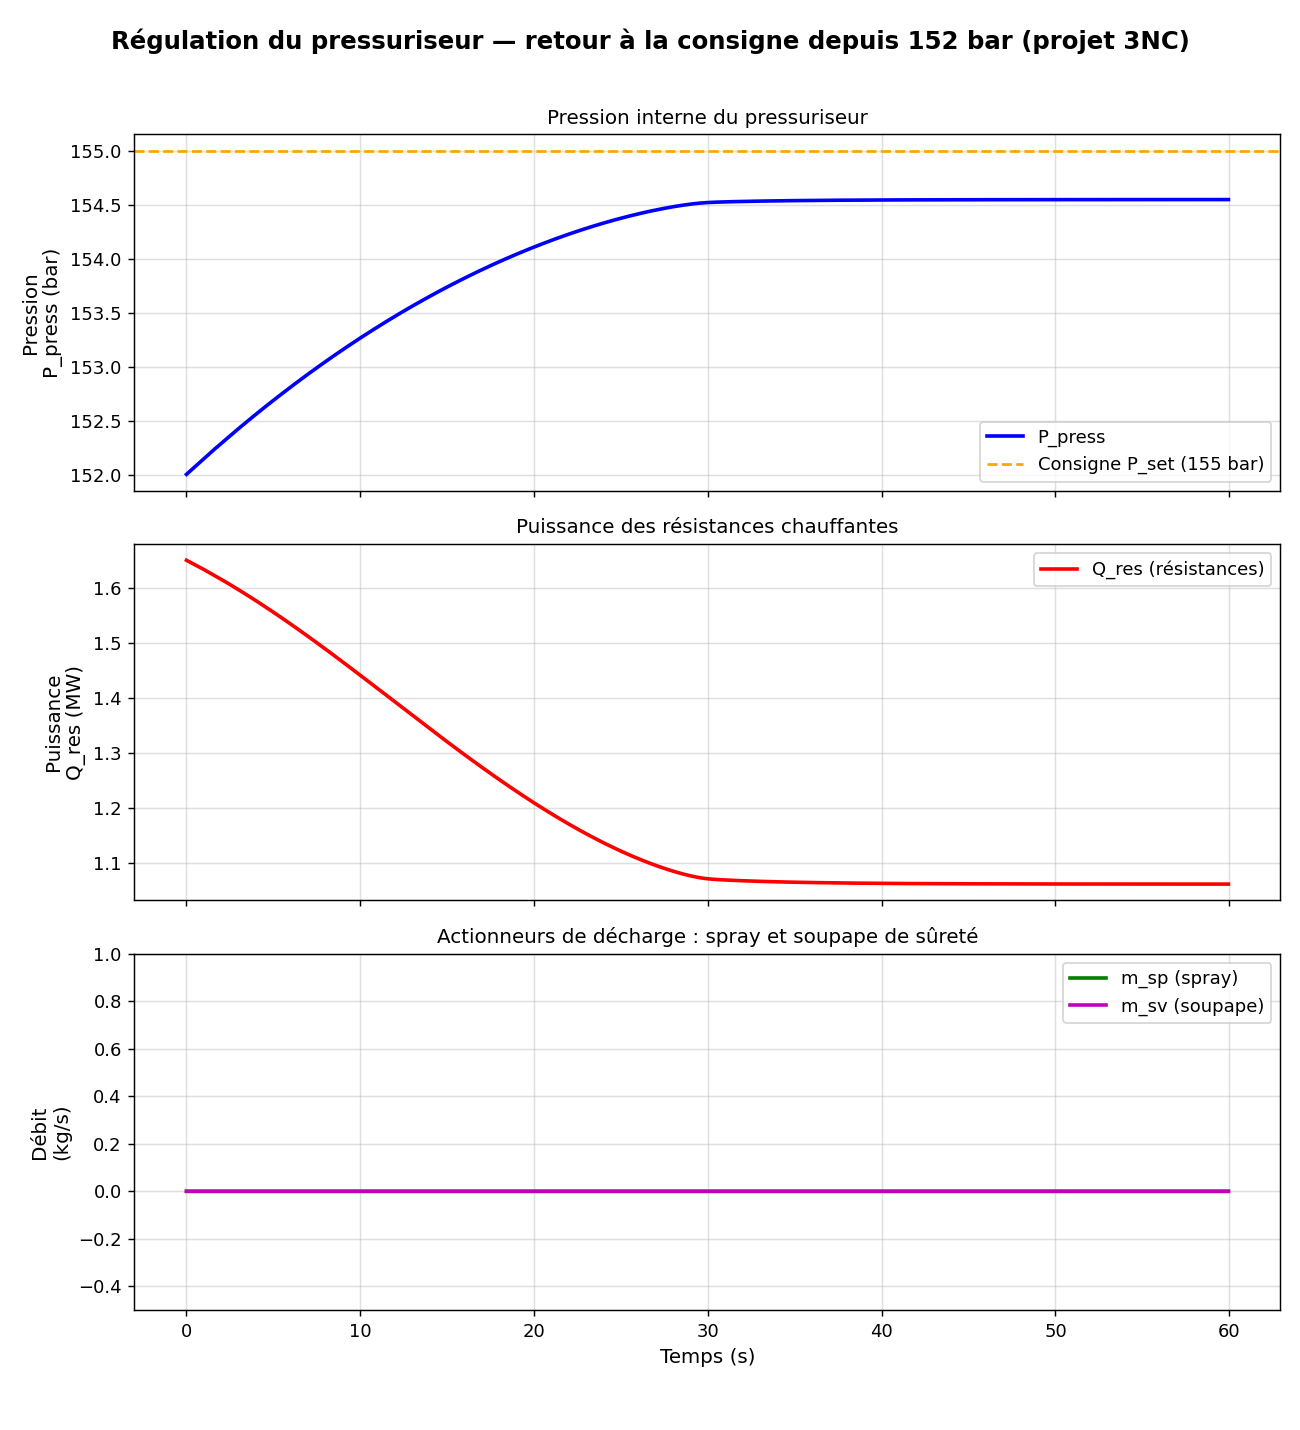 Régulation du pressuriseur — retour à la consigne depuis 152 bar (projet 3NC)
Pression interne du pressuriseur
Pression
P_press (bar)
155.0
154.5
154.0
153.5
153.0
152.5
152.0
P_press
Consigne P_set (155 bar)
Puissance des résistances chauffantes
Puissance
Q_res (MW)
1.6
1.5
1.4
1.3
1.2
1.1
Q_res (résistances)
Actionneurs de décharge : spray et soupape de sûreté
Débit
(kg/s)
1.0
0.8
0.6
0.4
0.2
0.0
−0.2
−0.4
m_sp (spray)
m_sv (soupape)
0 10 20 30 40 50 60
Temps (s)